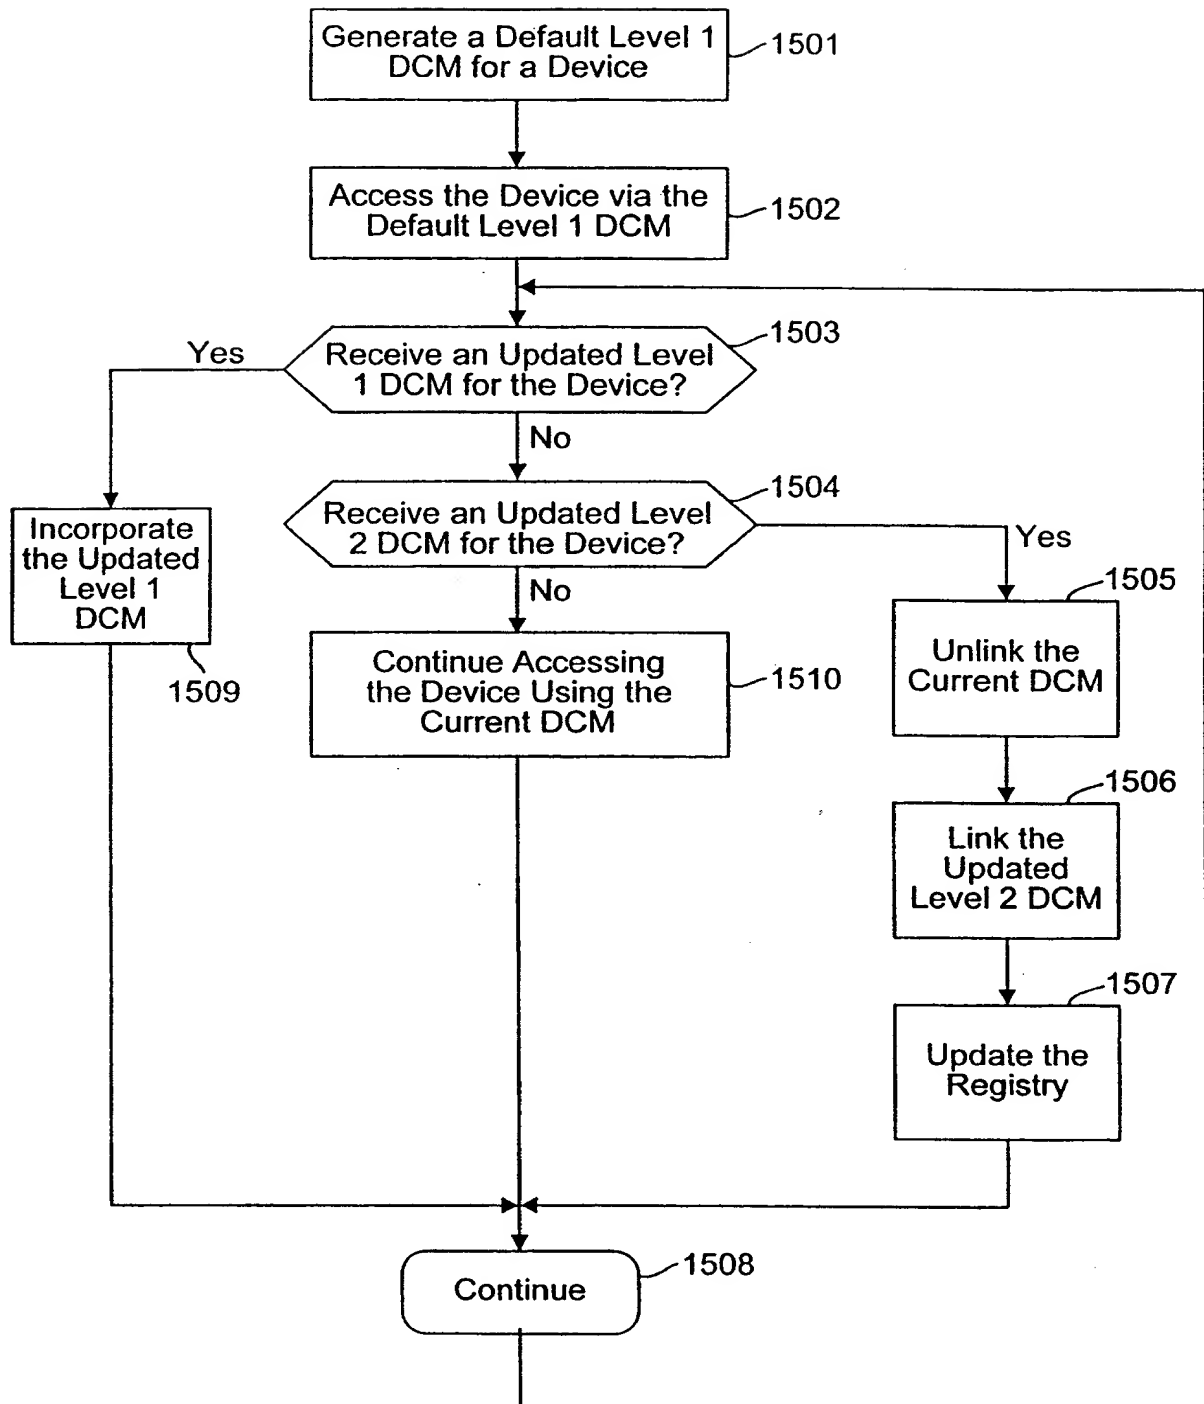 Generate a Default Level 1
DCM for a Device
1501
Access the Device via the
Default Level 1 DCM
1502
1503
Yes
Receive an Updated Level
1 DCM for the Device?
No
1504
Receive an Updated Level
2 DCM for the Device?
Yes
No
Incorporate
the Updated
Level 1
DCM
1509
Continue Accessing
the Device Using the
Current DCM
1510
1505
Unlink the
Current DCM
1506
Link the
Updated
Level 2 DCM
1507
Update the
Registry
1508
Continue